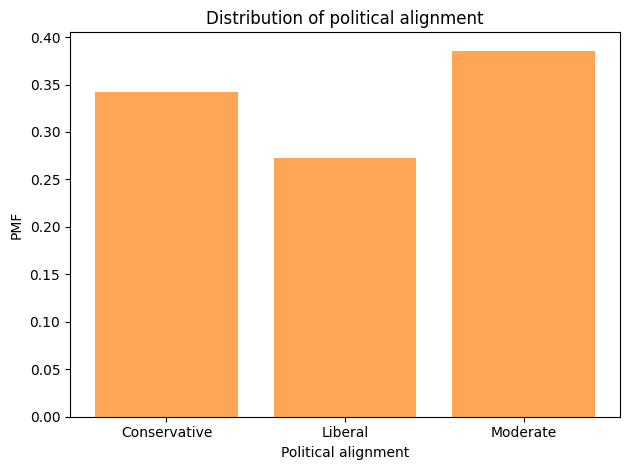 Distribution of political alignment
0.40
0.35
0.30
0.25
0.20
0.15
0.10
0.05
0.00
PMF
Conservative Liberal Moderate
Political alignment